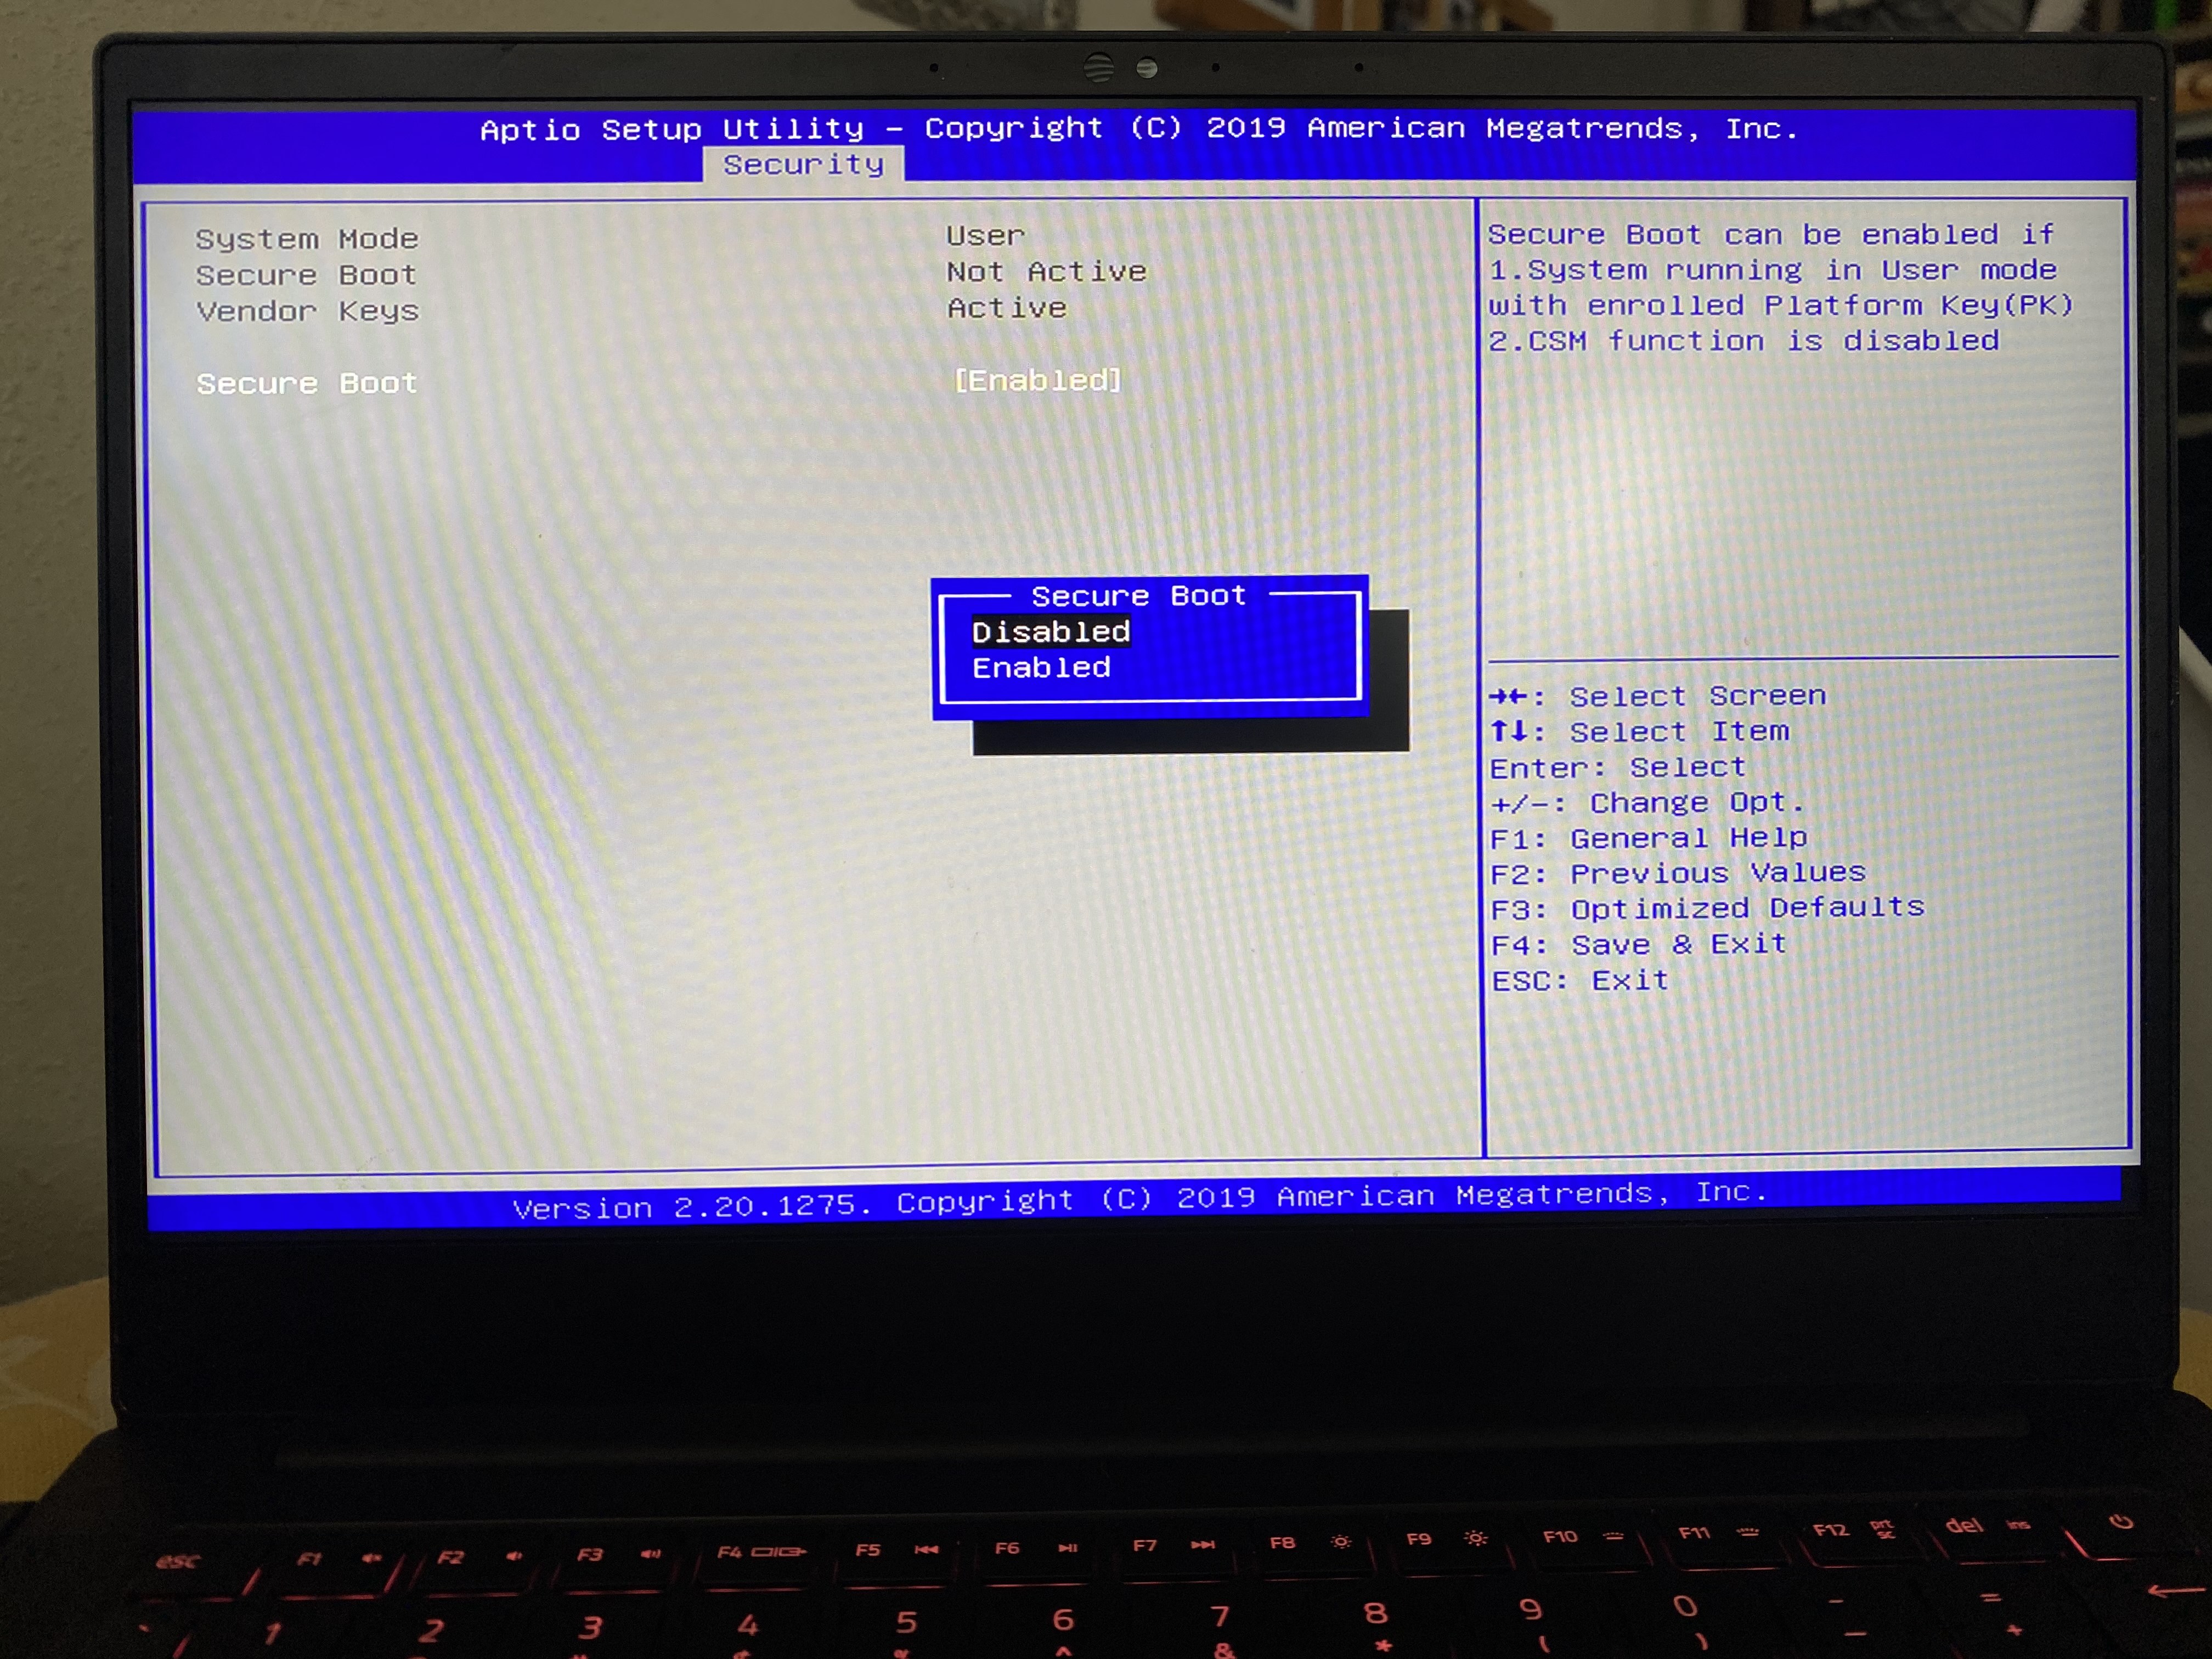 Aptio Setup Utility – Copyright (C) 2019 American Megatrends, Inc.
Security
System Mode User
Secure Boot Not Active
Vendor Keys Active
Secure Boot [Enabled]
Secure Boot can be enabled if
1.System running in User mode
with enrolled Platform Key(PK)
2.CSM function is disabled
Secure Boot
Disabled
Enabled
→←: Select Screen
↑↓: Select Item
Enter: Select
+/-: Change Opt.
F1: General Help
F2: Previous Values
F3: Optimized Defaults
F4: Save & Exit
ESC: Exit
Version 2.20.1275. Copyright (C) 2019 American Megatrends, Inc.
esc F1 F2 F3 F4 F5 F6 F7 F8 F9 F10 F11 F12 prt sc del ins
1 2 3 4 5 6 7 8 9 0 - =
^ & * ( ) — +